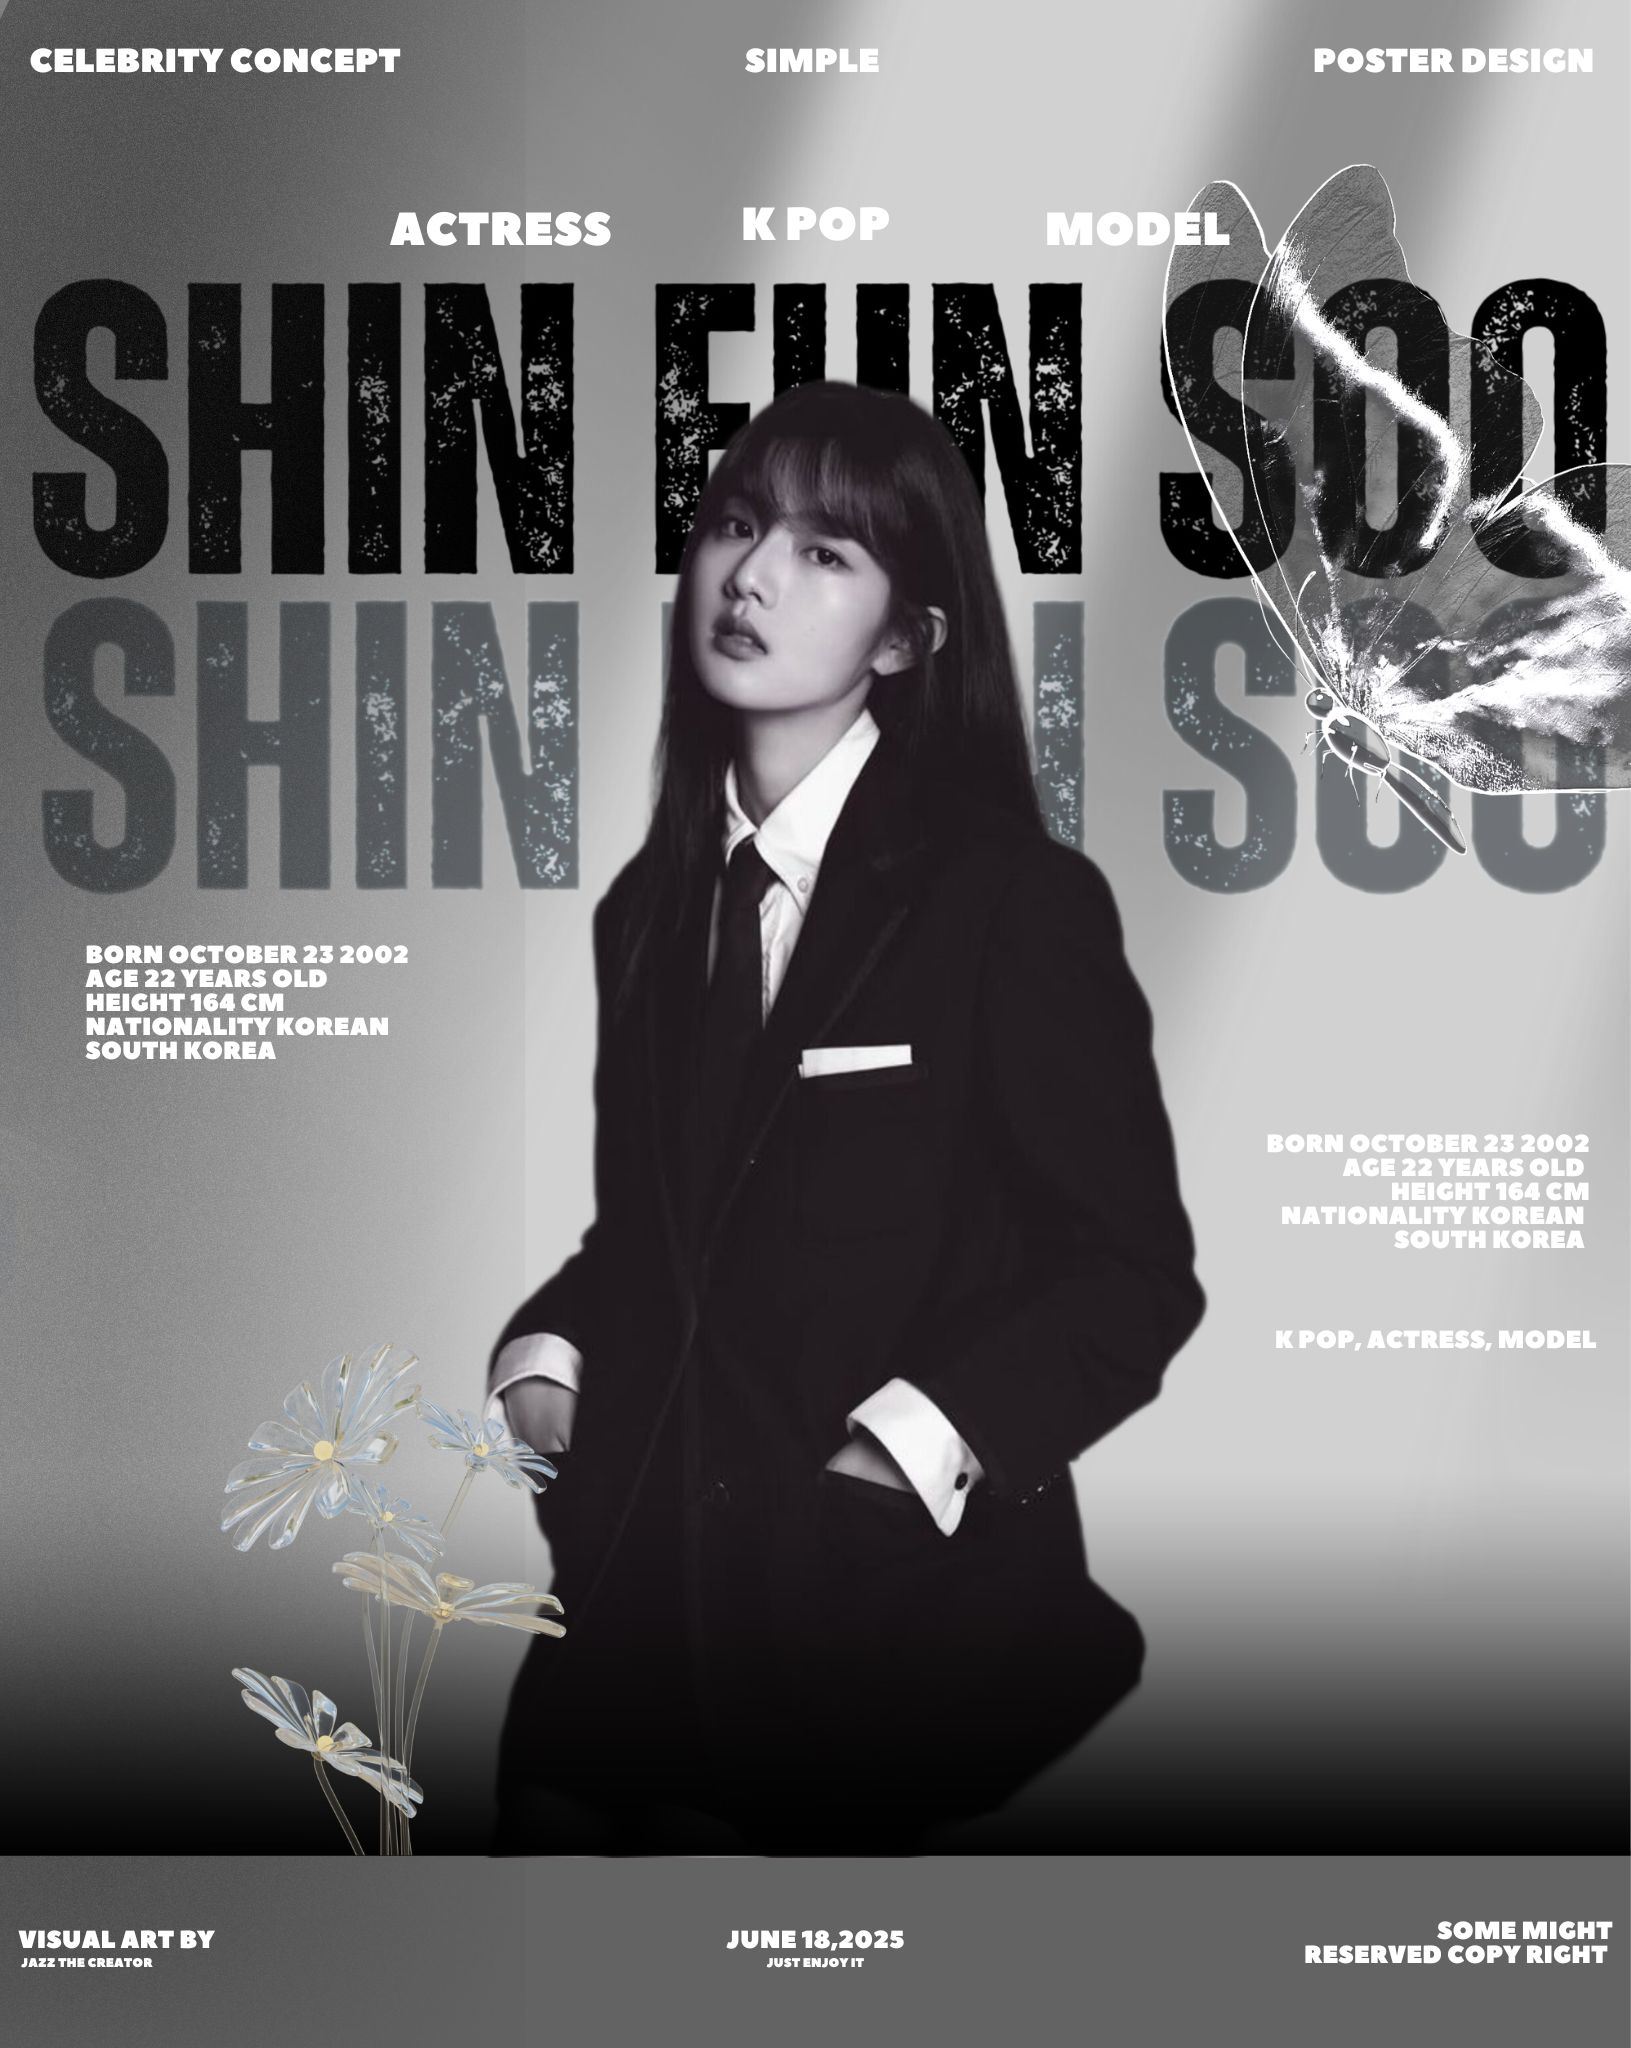 CELEBRITY CONCEPT
SIMPLE
POSTER DESIGN
ACTRESS
K POP
MODEL
SHIN EUN SOO
SHIN SOO
BORN OCTOBER 23 2002
AGE 22 YEARS OLD
HEIGHT 164 CM
NATIONALITY KOREAN
SOUTH KOREA
BORN OCTOBER 23 2002
AGE 22 YEARS OLD
HEIGHT 164 CM
NATIONALITY KOREAN
SOUTH KOREA
K POP, ACTRESS, MODEL
VISUAL ART BY
JAZZ THE CREATOR
JUNE 18,2025
JUST ENJOY IT
SOME MIGHT
RESERVED COPY RIGHT